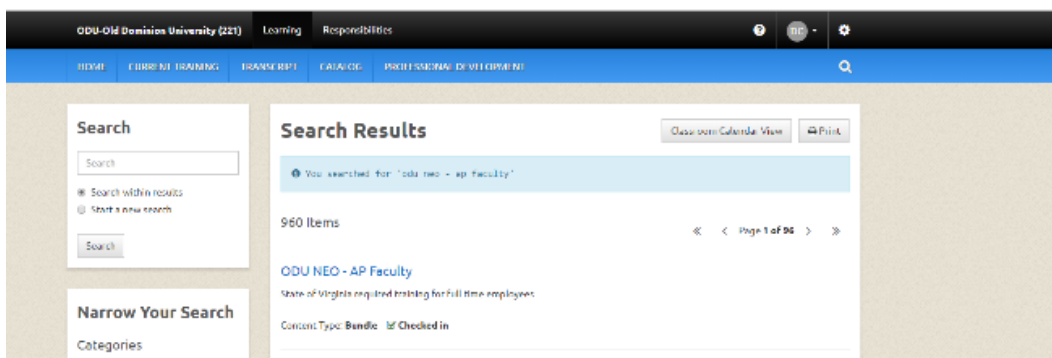 ODU-Old Dominion University (221) Learning Responsibilities
HOME CURRENT TRAINING TRANSCRIPT CATALOG PROFESSIONAL DEVELOPMENT
Search
Search
Search within results
Start a new search
Search
Narrow Your Search
Categories
Search Results
Classroom Calendar View Print
You searched for 'odu neo - ap faculty'
960 Items
« < Page 1 of 96 > »
ODU NEO - AP Faculty
State of Virginia required training for full time employees
Content Type: Bundle Checked in